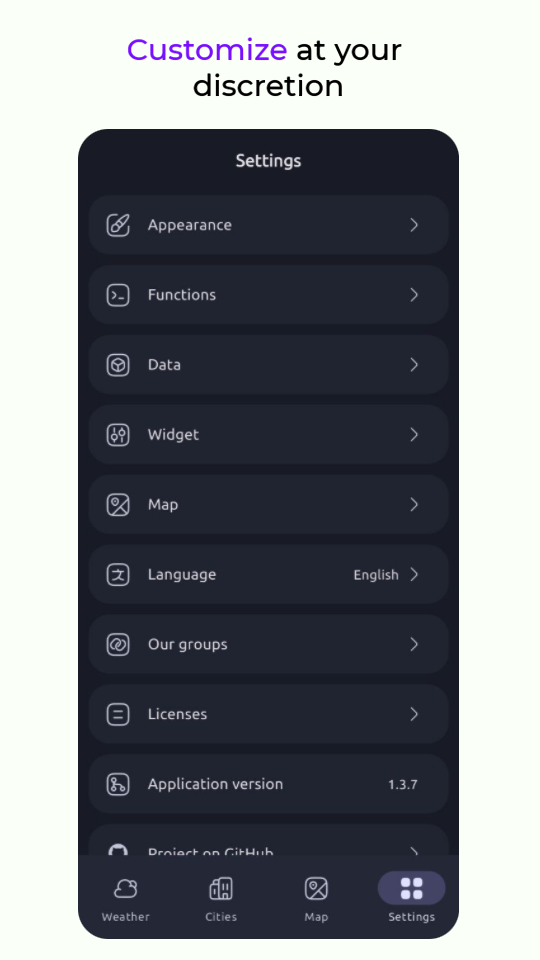 Customize at your
discretion
Settings
Appearance
Functions
Data
Widget
Map
Language English
Our groups
Licenses
Application version 1.3.7
Project on GitHub
Weather Cities Map Settings